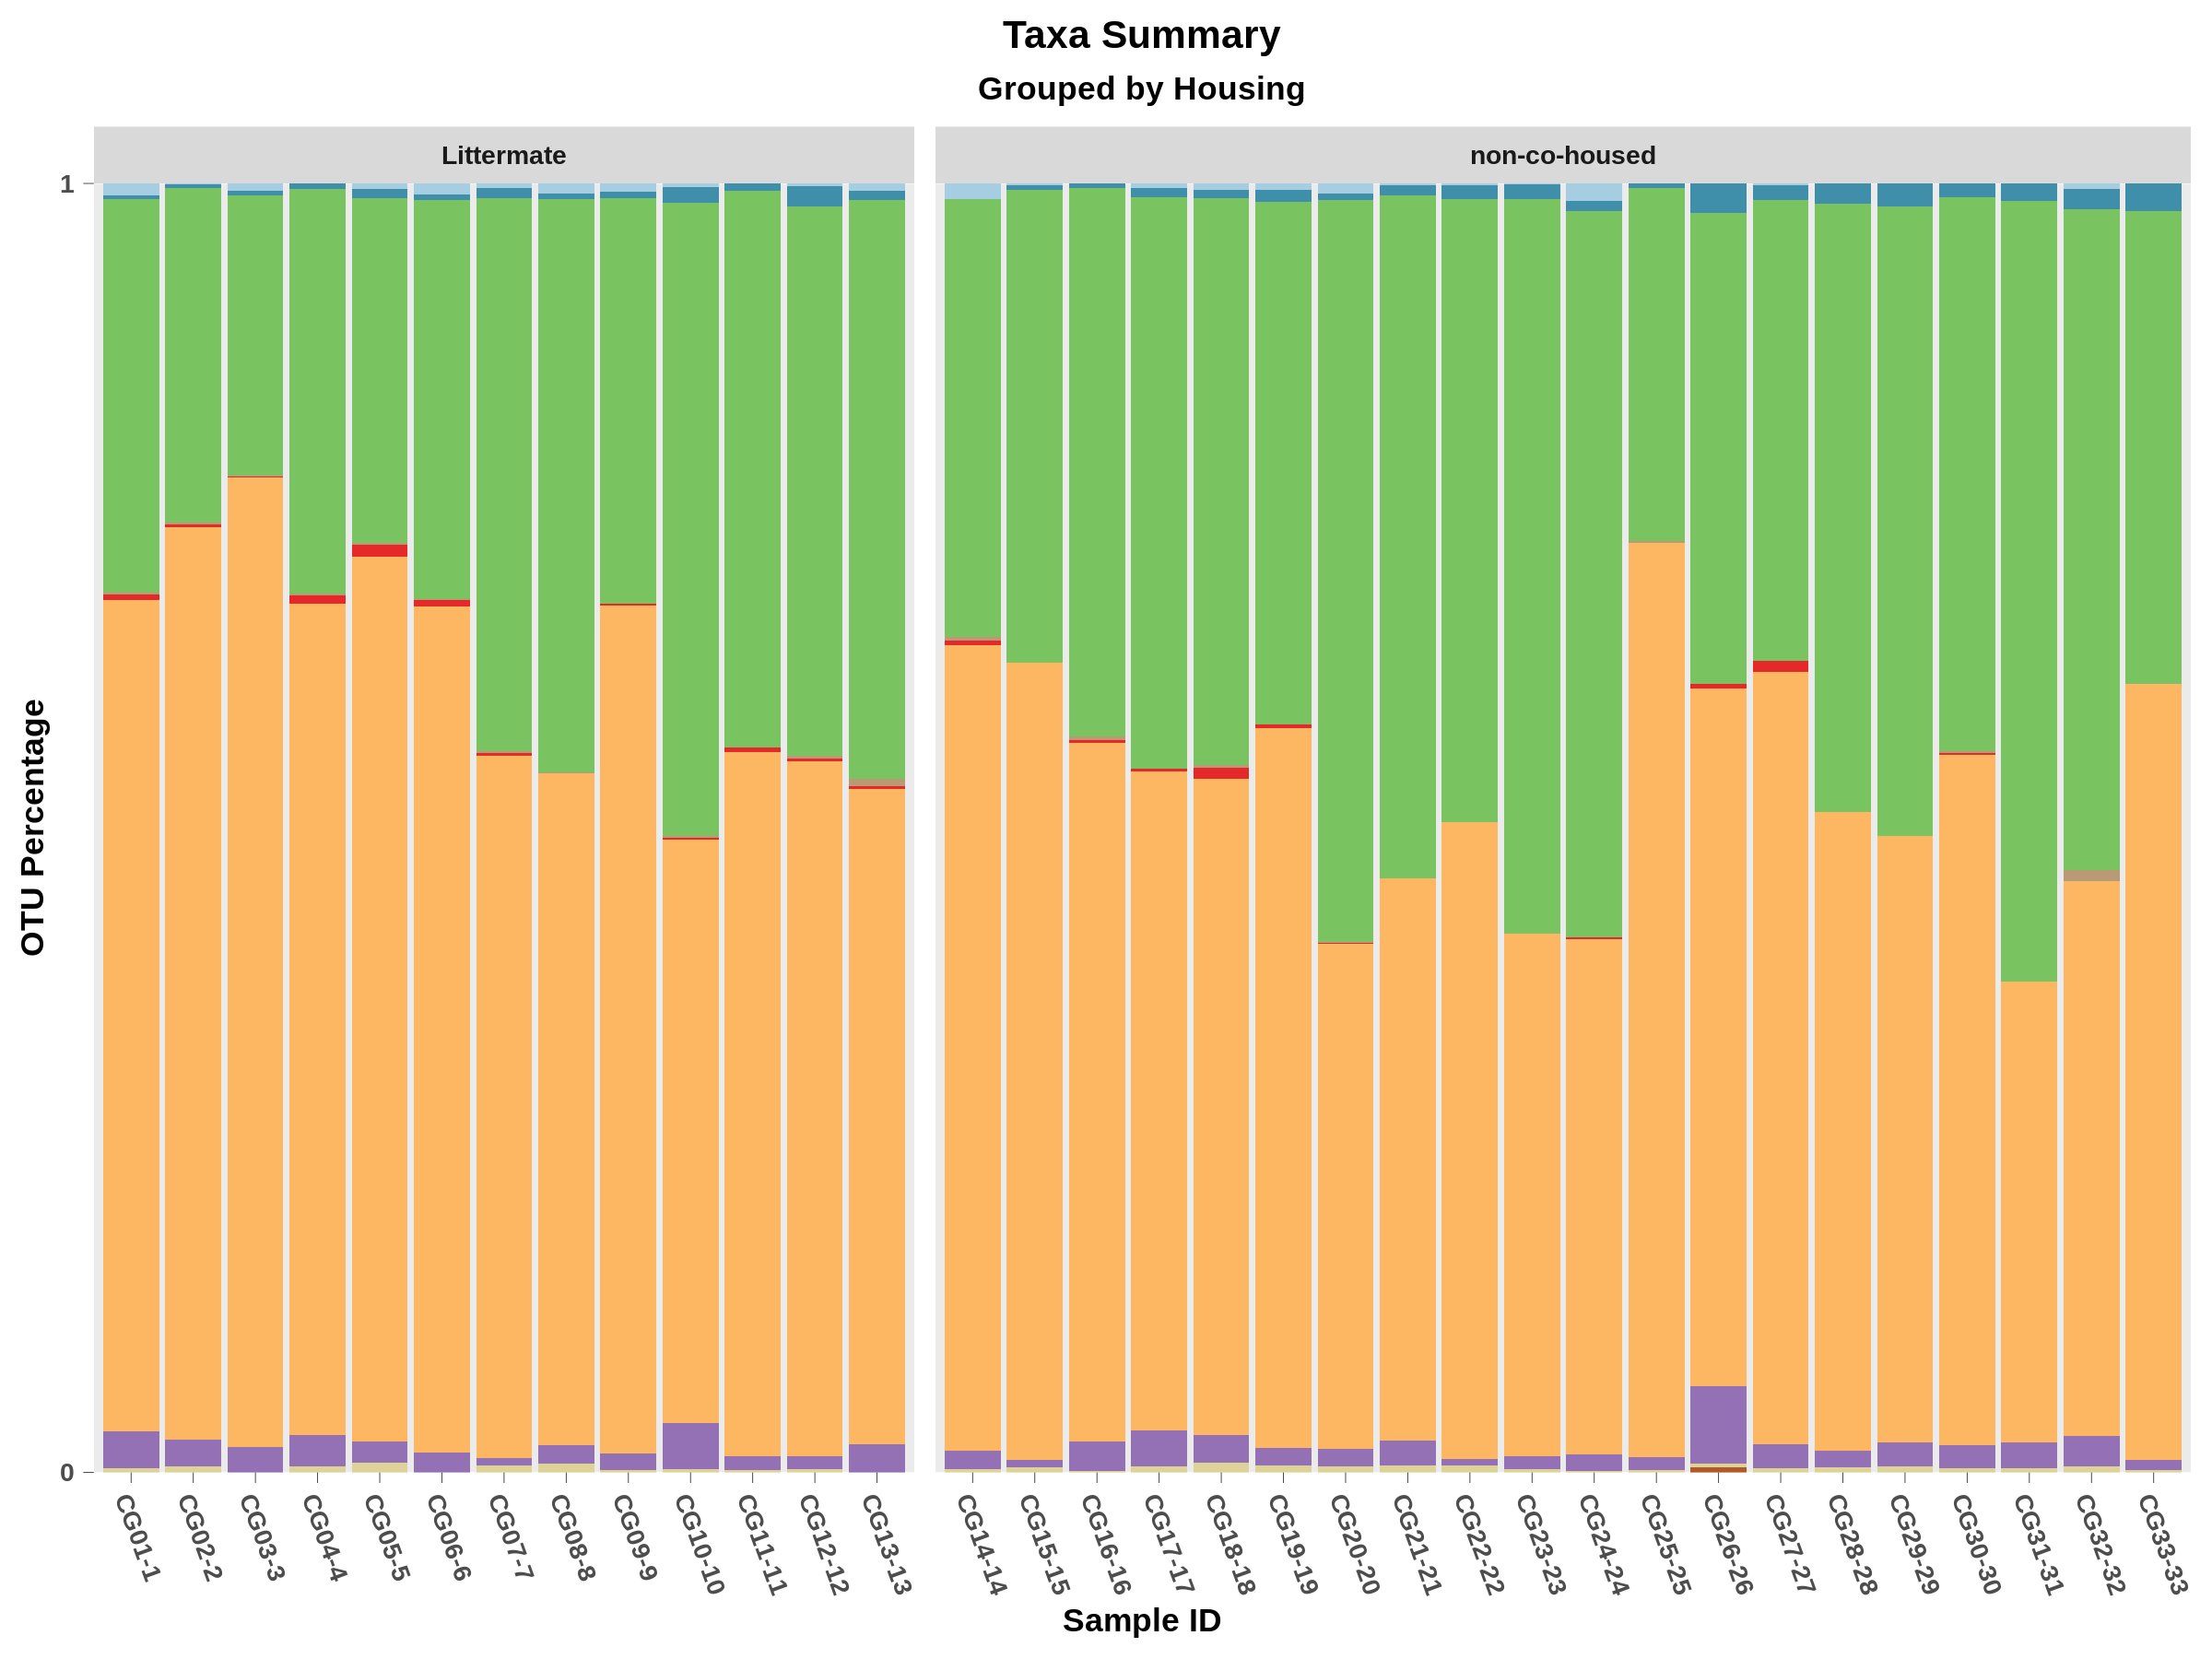 Taxa Summary
Grouped by Housing
Littermate
non-co-housed
1
0
OTU Percentage
CG01-1
CG02-2
CG03-3
CG04-4
CG05-5
CG06-6
CG07-7
CG08-8
CG09-9
CG10-10
CG11-11
CG12-12
CG13-13
CG14-14
CG15-15
CG16-16
CG17-17
CG18-18
CG19-19
CG20-20
CG21-21
CG22-22
CG23-23
CG24-24
CG25-25
CG26-26
CG27-27
CG28-28
CG29-29
CG30-30
CG31-31
CG32-32
CG33-33
Sample ID